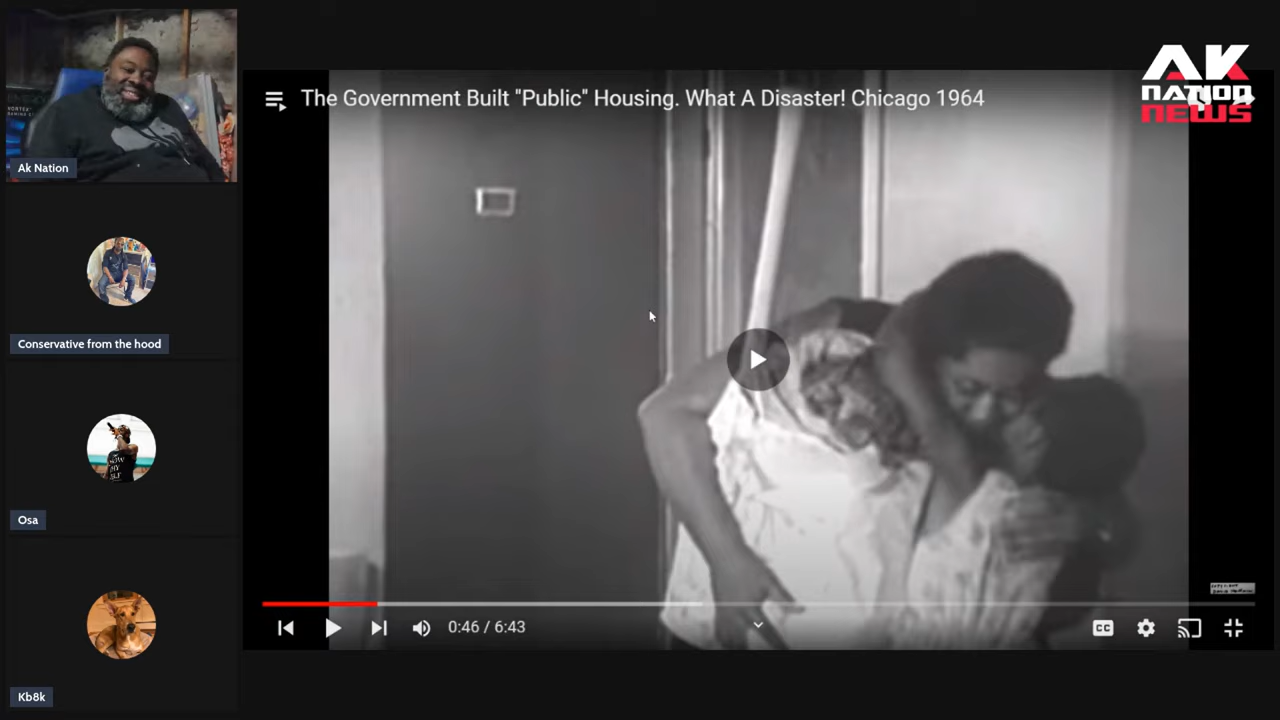 The Government Built "Public" Housing. What A Disaster! Chicago 1964
AK
NATION
NEWS
Ak Nation
Conservative from the hood
Osa
Kb8k
0:46 / 6:43
CC